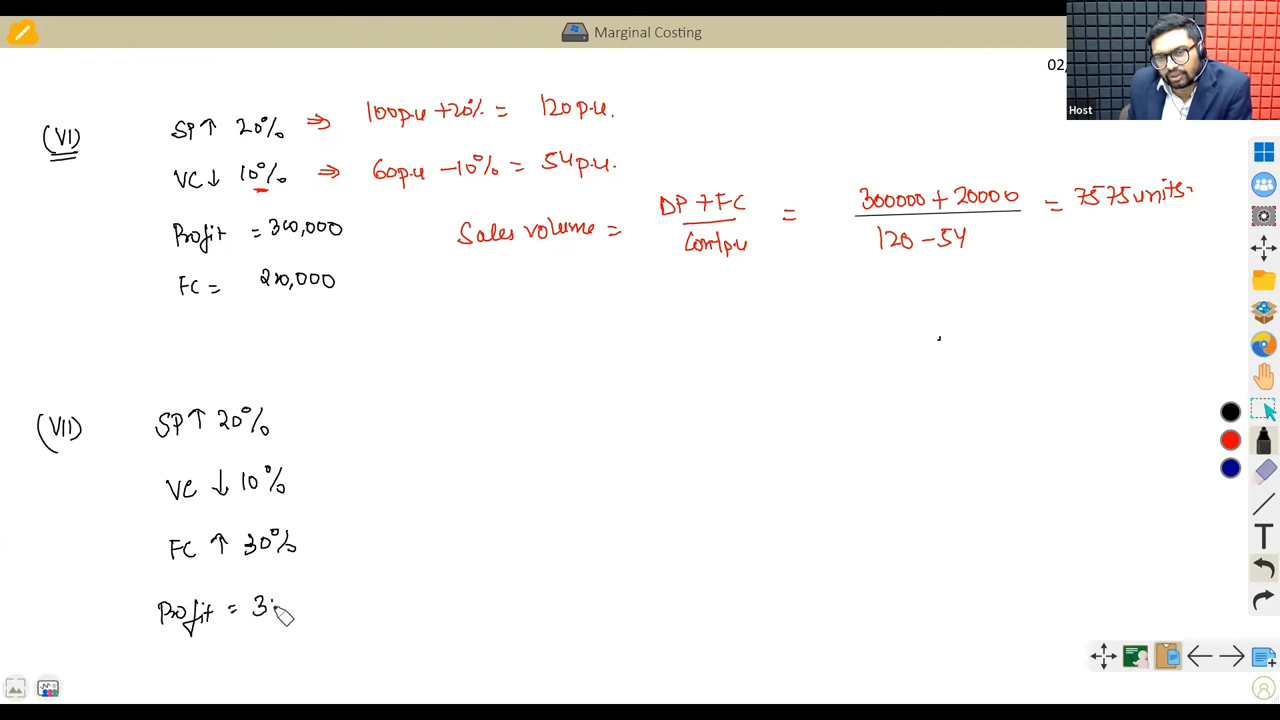 Marginal Costing
02/
Host
(VI)
SP↑ 20% ⇒ 100p.u +20% = 120p.u.
VC↓ 10% ⇒ 60p.u -10% = 54p.u.
Profit = 300,000
FC = 200,000
Sales volume = DP + FC / Cont/pu = 300000 + 20000 / 120 - 54 = 7575 units.
(VII)
SP↑ 20%
VC ↓ 10%
FC ↑ 30%
Profit = 3
T